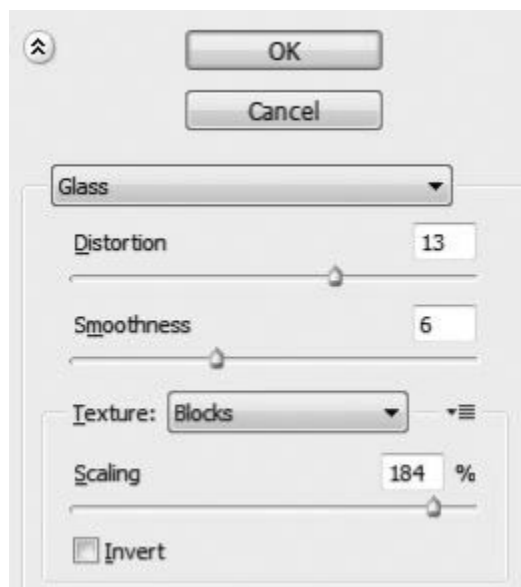 OK
Cancel
Glass
Distortion 13
Smoothness 6
Texture: Blocks
Scaling 184 %
Invert